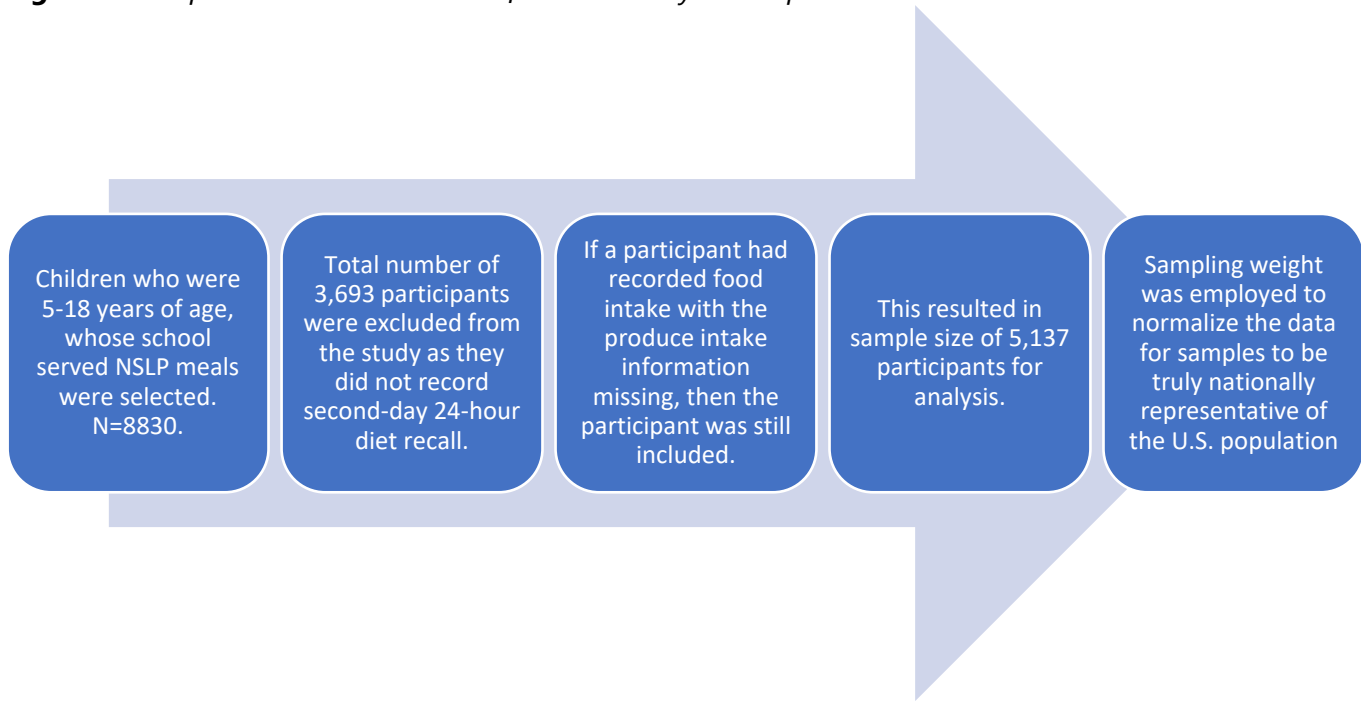 Children who were
5-18 years of age,
whose school
served NSLP meals
were selected.
N=8830.
Total number of
3,693 participants
were excluded from
the study as they
did not record
second-day 24-hour
diet recall.
If a participant had
recorded food
intake with the
produce intake
information
missing, then the
participant was still
included.
This resulted in
sample size of 5,137
participants for
analysis.
Sampling weight
was employed to
normalize the data
for samples to be
truly nationally
representative of
the U.S. population